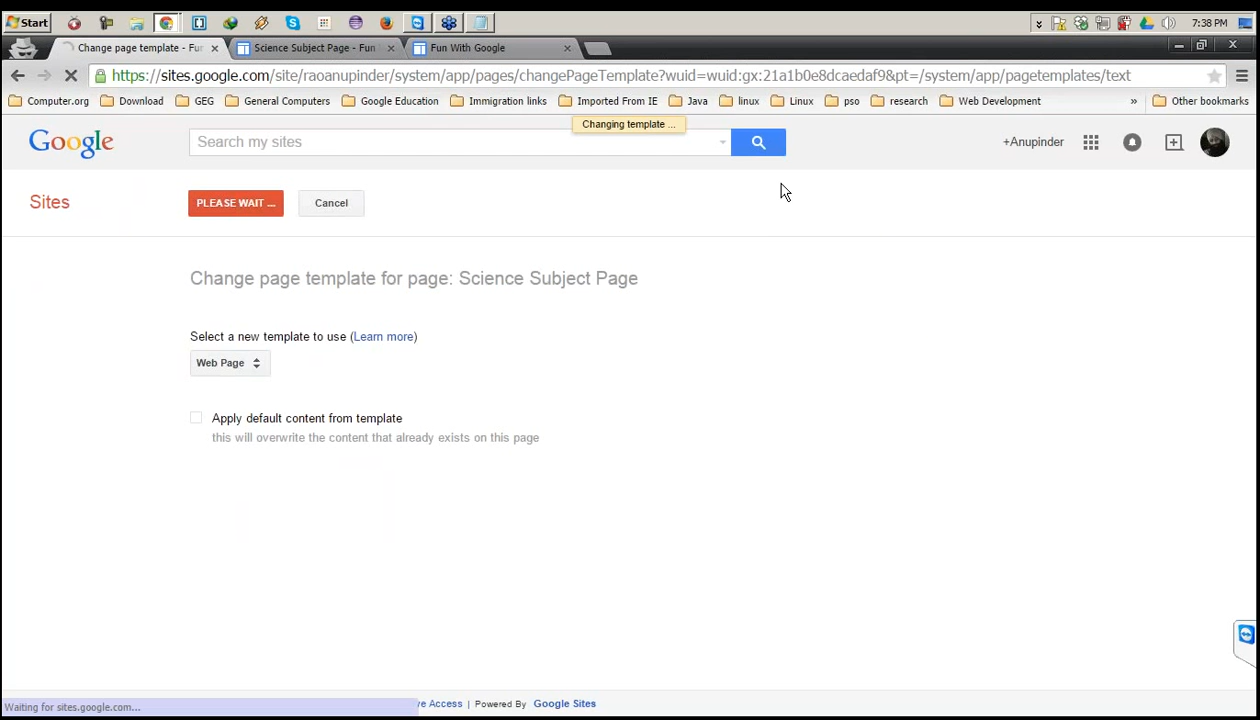 Start
7:38 PM
Change page template - Fun
Science Subject Page - Fun
Fun With Google
https://sites.google.com/site/raoanupinder/system/app/pages/changePageTemplate?wuid=wuid:gx:21a1b0e8dcaedaf9&pt=/system/app/pagetemplates/text
Computer.org Download GEG General Computers Google Education Immigration links Imported From IE Java linux Linux pso research Web Development » Other bookmarks
Changing template ...
Google
Search my sites
+Anupinder
Sites
PLEASE WAIT ...
Cancel
Change page template for page: Science Subject Page
Select a new template to use (Learn more)
Web Page
Apply default content from template
this will overwrite the content that already exists on this page
Waiting for sites.google.com...
Access | Powered By Google Sites